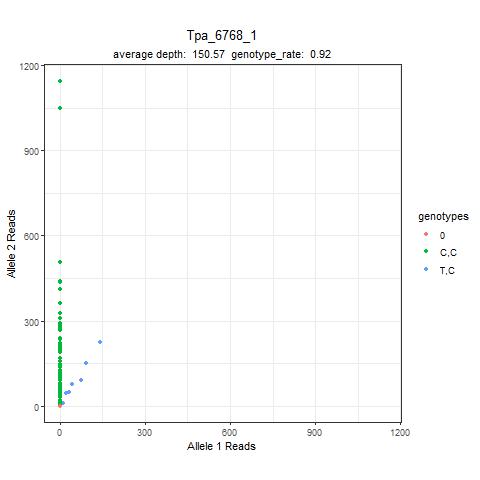 Tpa_6768_1
average depth:  150.57  genotype_rate:  0.92
1200
900
600
300
0
Allele 2 Reads
0
300
600
900
1200
Allele 1 Reads
genotypes
0
C,C
T,C